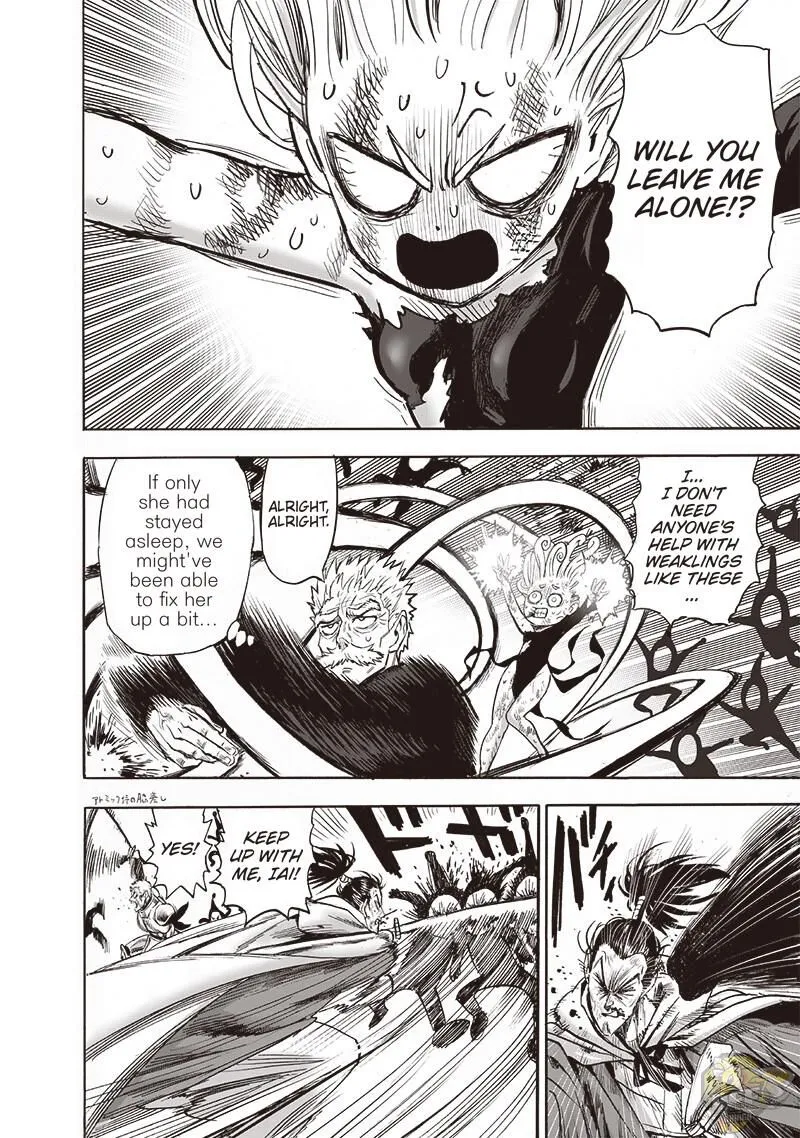 WILL YOU
LEAVE ME
ALONE!?
I...
I DON'T
NEED
ANYONE'S
HELP WITH
WEAKLINGS
LIKE THESE
...
ALRIGHT,
ALRIGHT.
If only
she had
stayed
asleep, we
might've
been able
to fix her
up a bit...
KEEP
UP WITH
ME, IAI!
YES!